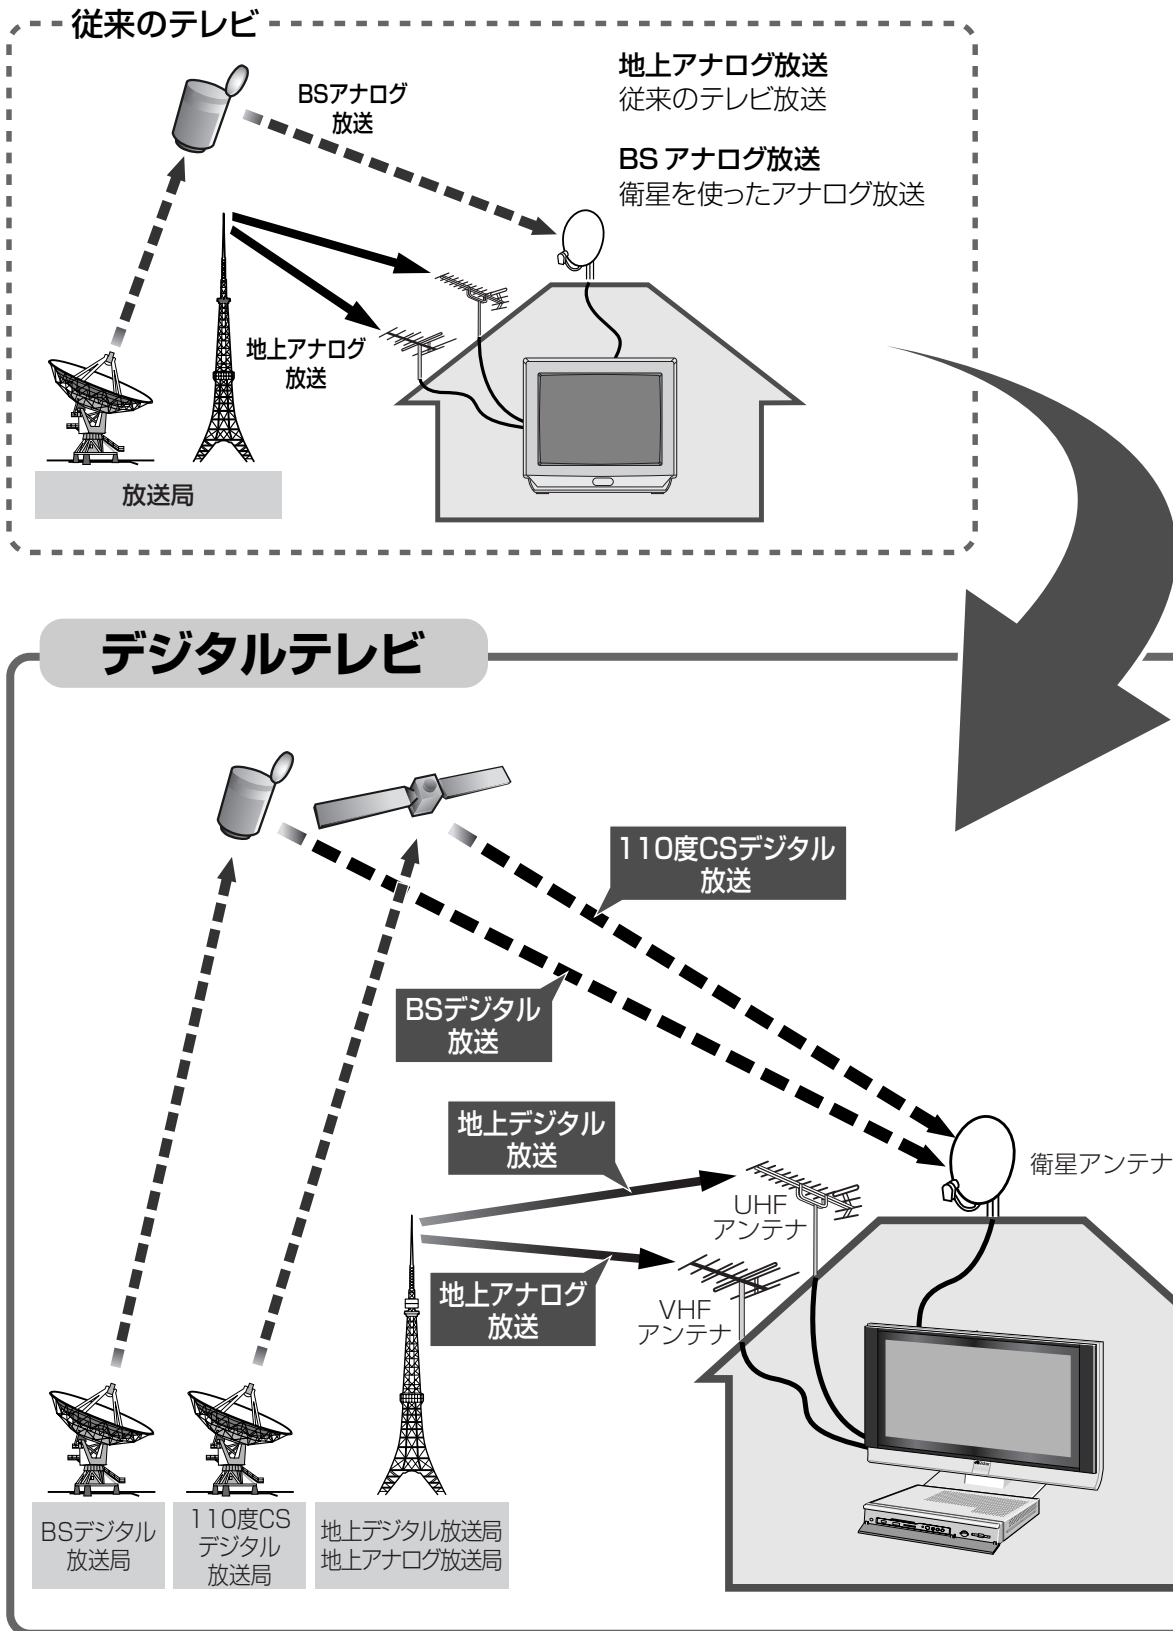 従来のテレビ
BSアナログ
放送
地上アナログ放送
従来のテレビ放送
BS アナログ放送
衛星を使ったアナログ放送
地上アナログ
放送
放送局
デジタルテレビ
110度CSデジタル
放送
BSデジタル
放送
地上デジタル
放送
衛星アンテナ
UHF
アンテナ
地上アナログ
放送
VHF
アンテナ
BSデジタル
放送局
110度CS
デジタル
放送局
地上デジタル放送局
地上アナログ放送局